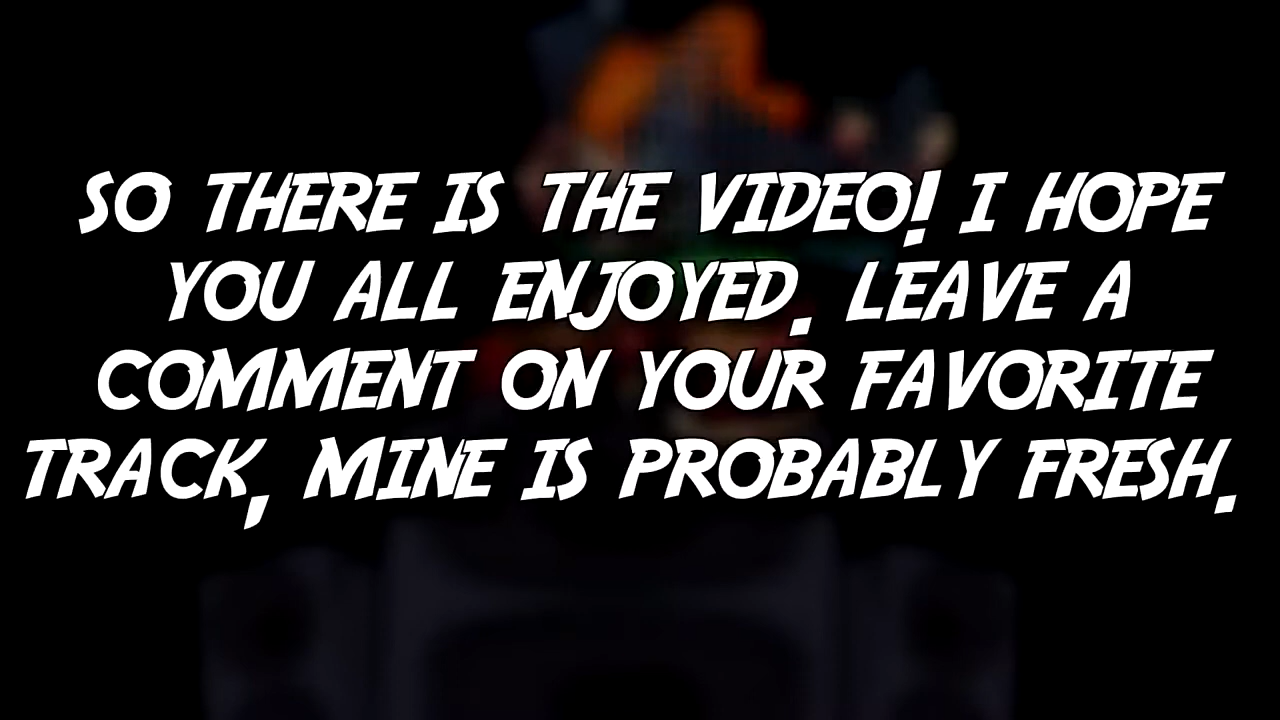 SO THERE IS THE VIDEO! I HOPE
YOU ALL ENJOYED. LEAVE A
COMMENT ON YOUR FAVORITE
TRACK, MINE IS PROBABLY FRESH.